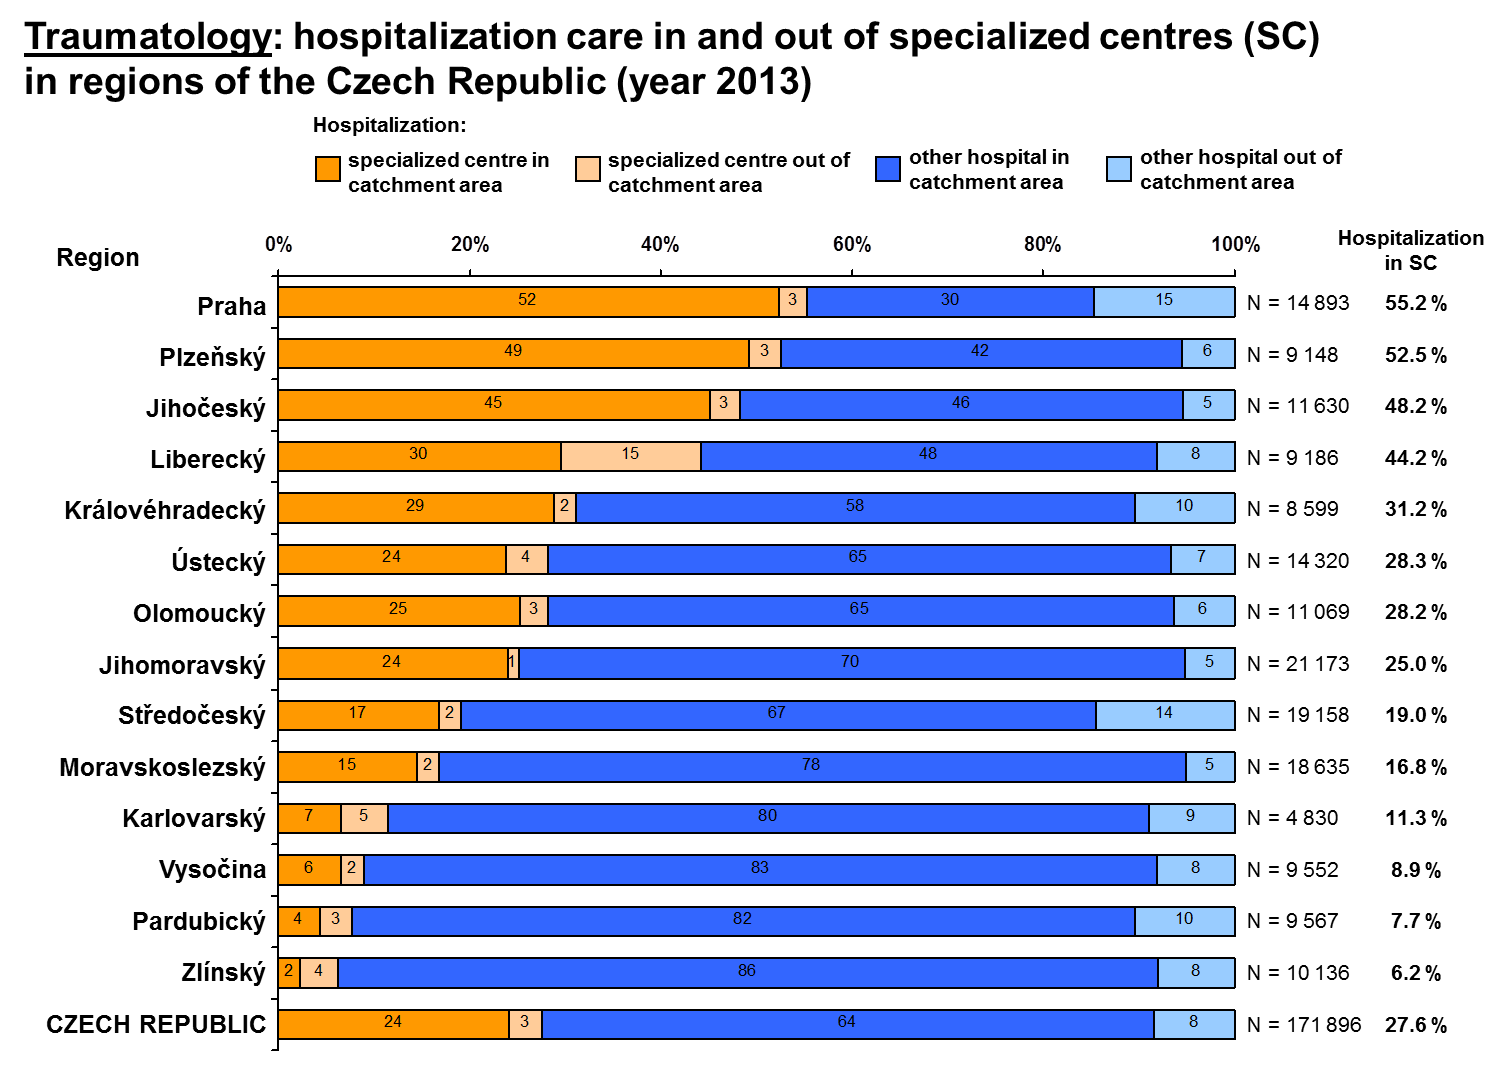 Traumatology: hospitalization care in and out of specialized centres (SC)
in regions of the Czech Republic (year 2013)
Hospitalization:
specialized centre in
catchment area
specialized centre out of
catchment area
other hospital in
catchment area
other hospital out of
catchment area
Region 0% 20% 40% 60% 80% 100% Hospitalization
in SC
Praha 52 3 30 15 N = 14 893 55.2 %
Plzeňský 49 3 42 6 N = 9 148 52.5 %
Jihočeský 45 3 46 5 N = 11 630 48.2 %
Liberecký 30 15 48 8 N = 9 186 44.2 %
Královéhradecký 29 2 58 10 N = 8 599 31.2 %
Ústecký 24 4 65 7 N = 14 320 28.3 %
Olomoucký 25 3 65 6 N = 11 069 28.2 %
Jihomoravský 24 1 70 5 N = 21 173 25.0 %
Středočeský 17 2 67 14 N = 19 158 19.0 %
Moravskoslezský 15 2 78 5 N = 18 635 16.8 %
Karlovarský 7 5 80 9 N = 4 830 11.3 %
Vysočina 6 2 83 8 N = 9 552 8.9 %
Pardubický 4 3 82 10 N = 9 567 7.7 %
Zlínský 2 4 86 8 N = 10 136 6.2 %
CZECH REPUBLIC 24 3 64 8 N = 171 896 27.6 %